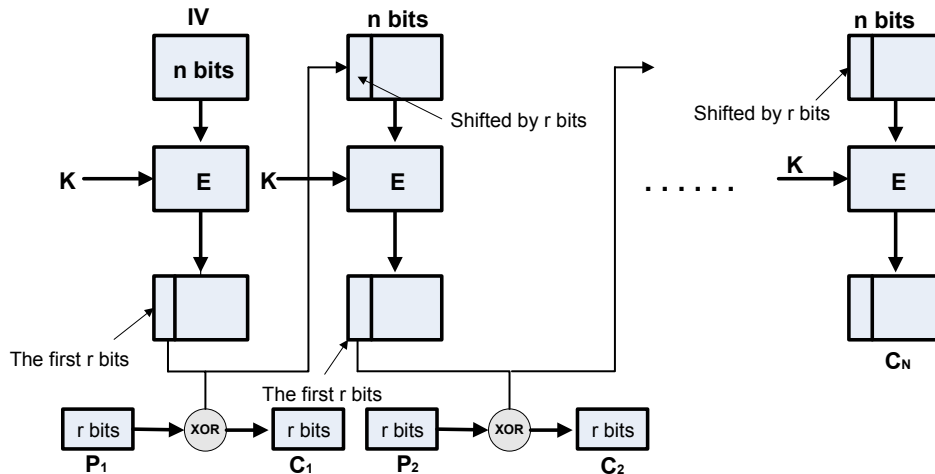 IV
n bits
n bits
n bits
Shifted by r bits
Shifted by r bits
K
E
K
E
. . . . . .
K
E
The first r bits
The first r bits
C_N
r bits
XOR
r bits
r bits
XOR
r bits
P₁
C₁
P₂
C₂